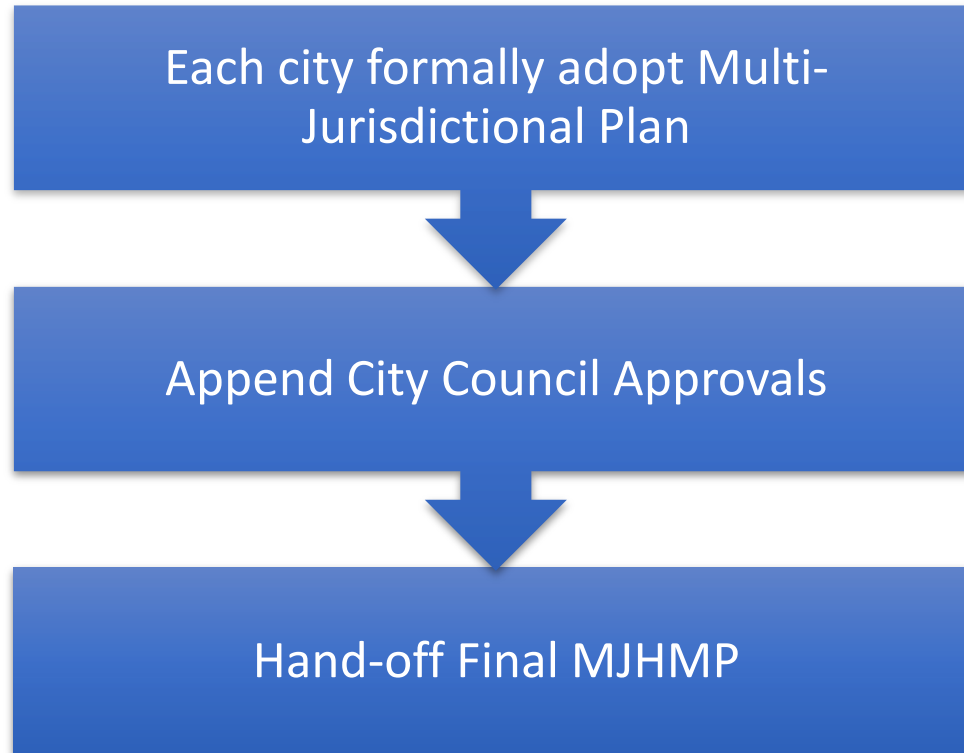 Each city formally adopt Multi-
Jurisdictional Plan
Append City Council Approvals
Hand-off Final MJHMP